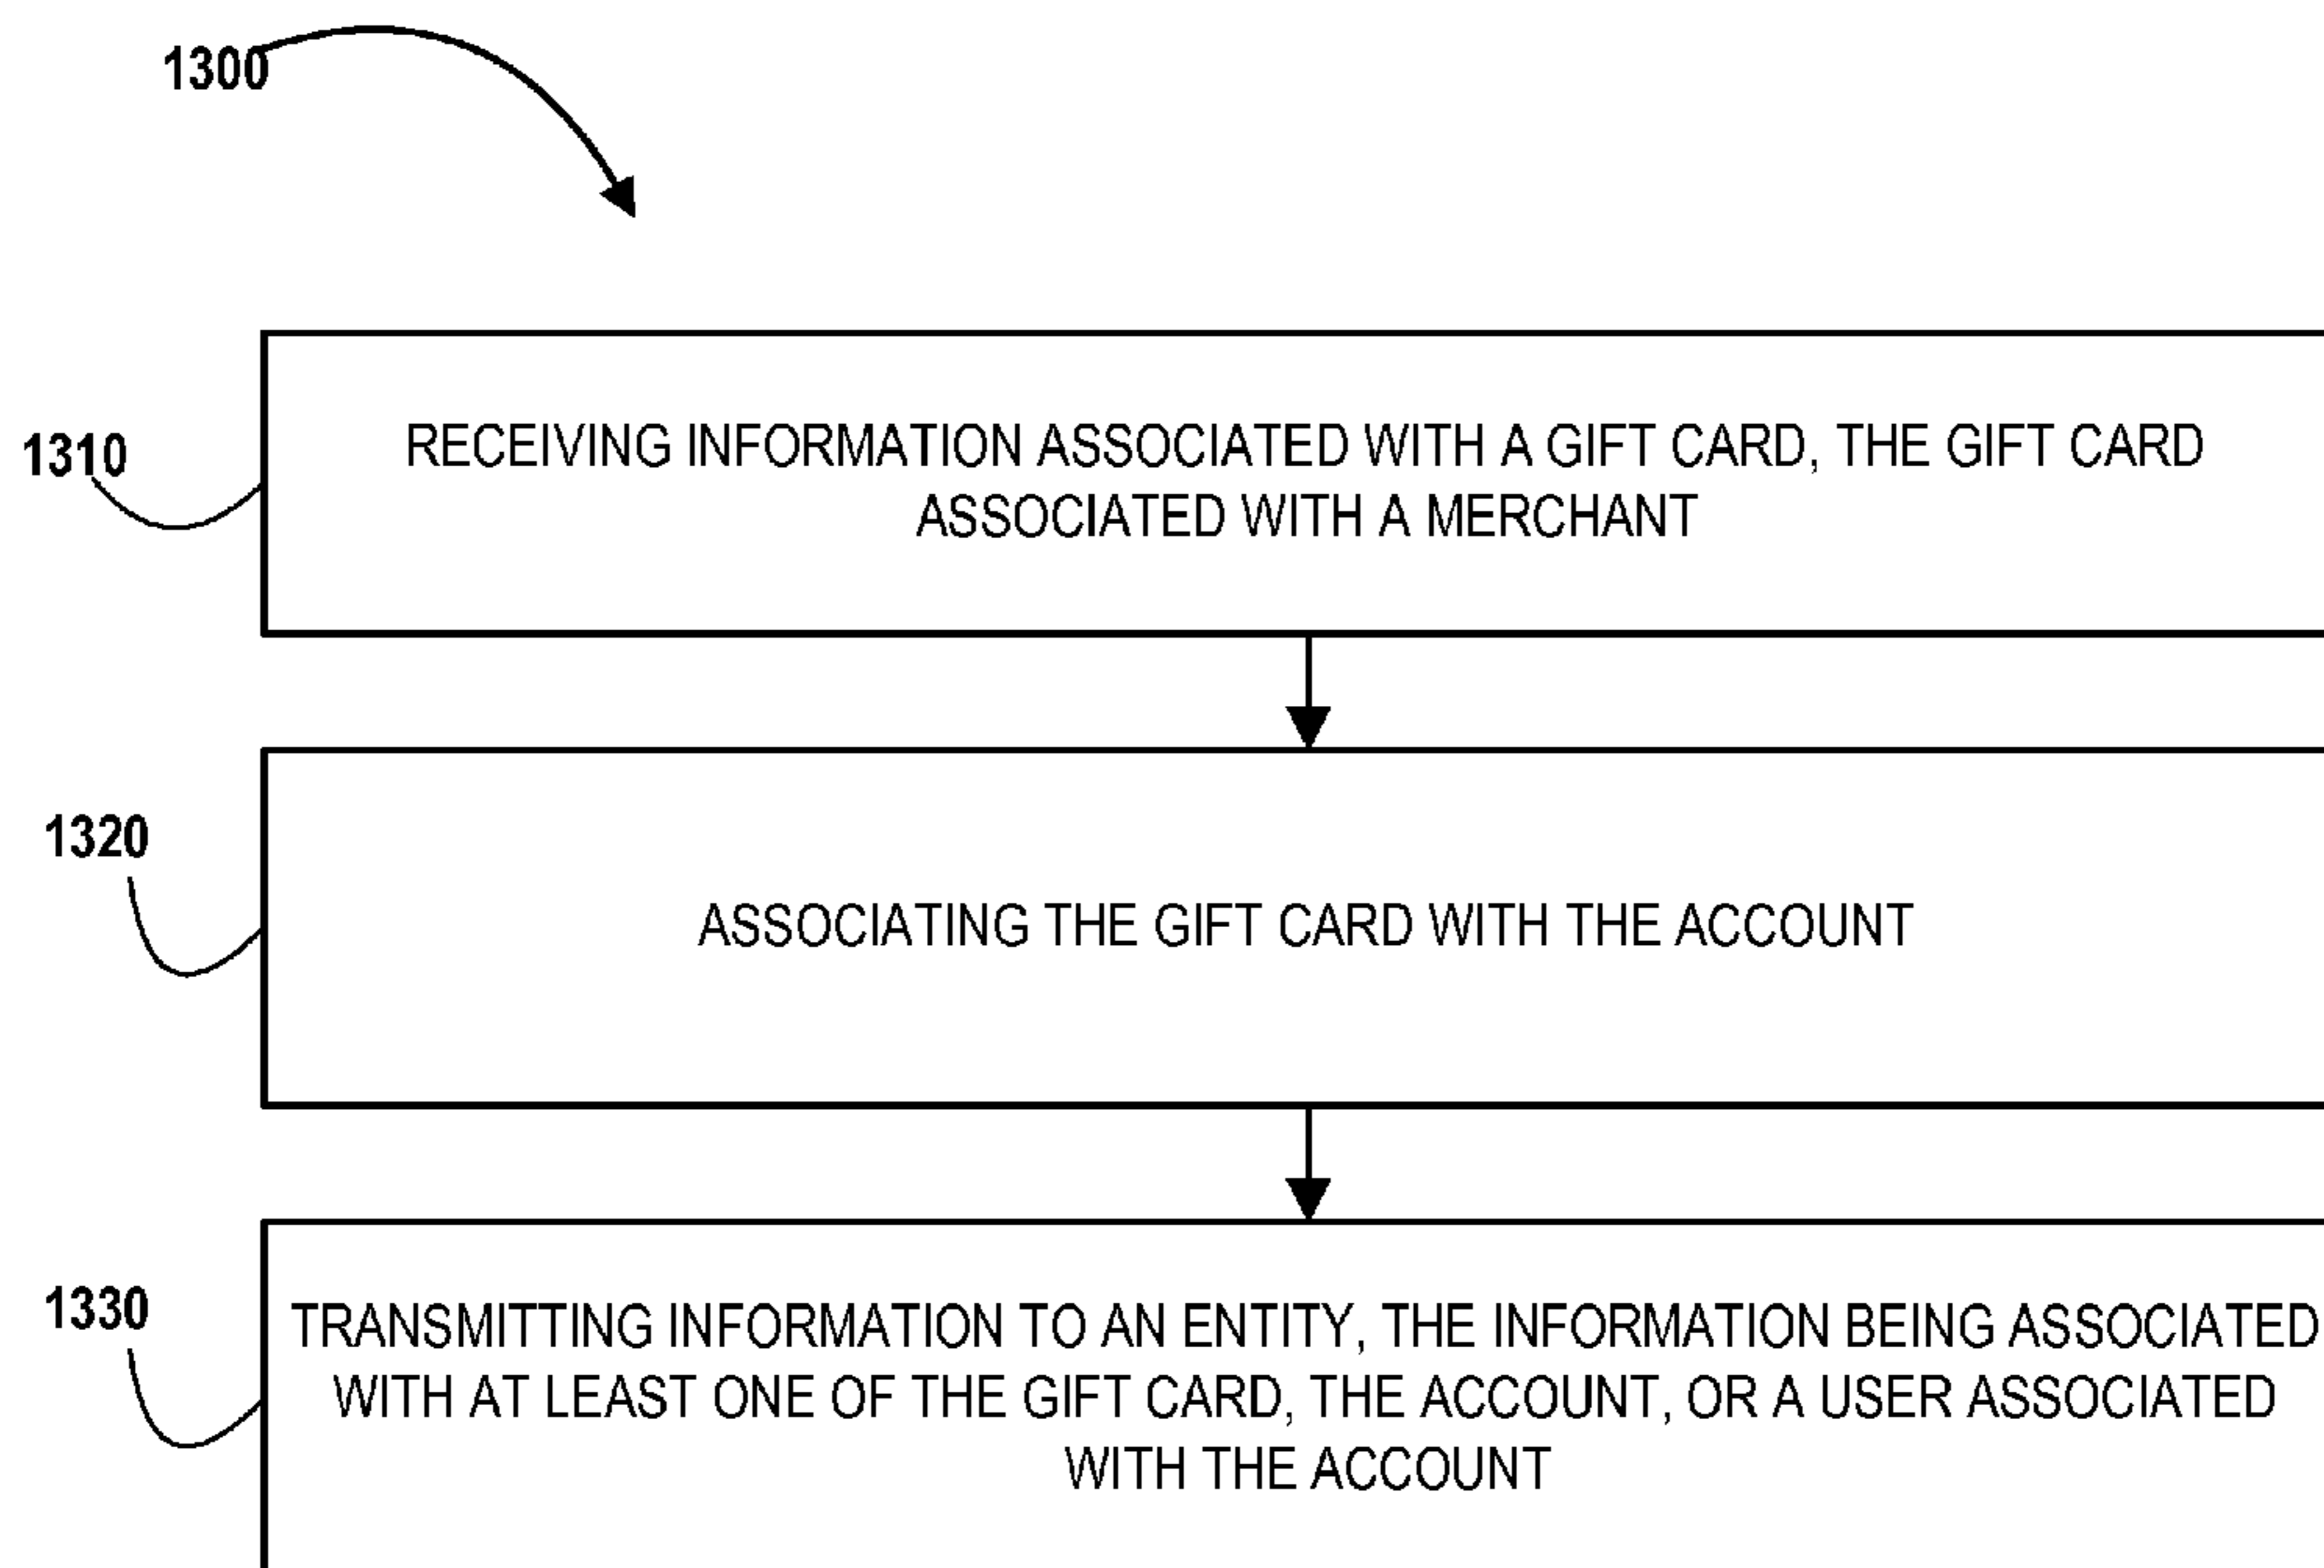 1300
1310
RECEIVING INFORMATION ASSOCIATED WITH A GIFT CARD, THE GIFT CARD
ASSOCIATED WITH A MERCHANT
1320
ASSOCIATING THE GIFT CARD WITH THE ACCOUNT
1330
TRANSMITTING INFORMATION TO AN ENTITY, THE INFORMATION BEING ASSOCIATED
WITH AT LEAST ONE OF THE GIFT CARD, THE ACCOUNT, OR A USER ASSOCIATED
WITH THE ACCOUNT